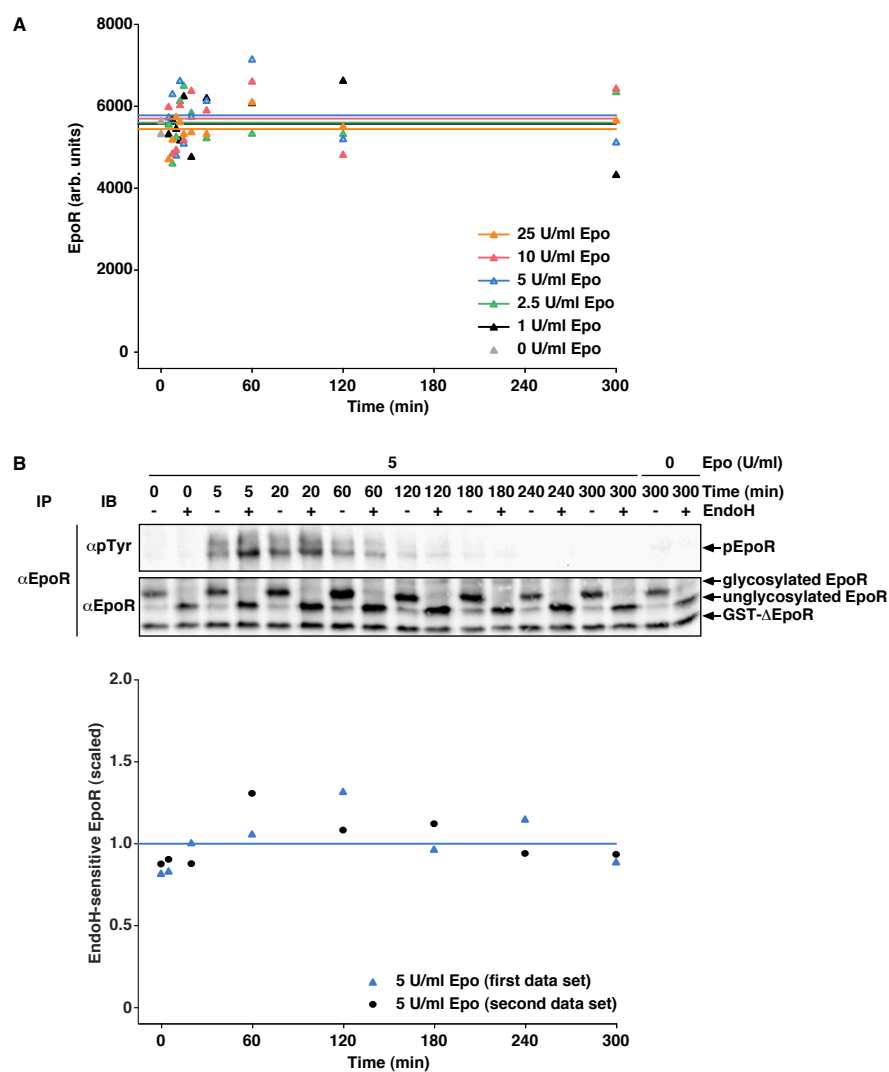 A
8000
6000
4000
2000
0
EpoR (arb. units)
25 U/ml Epo
10 U/ml Epo
5 U/ml Epo
2.5 U/ml Epo
1 U/ml Epo
0 U/ml Epo
0 60 120 180 240 300
Time (min)
B
5 0 Epo (U/ml)
IP IB 0 0 5 5 20 20 60 60 120 120 180 180 240 240 300 300 300 300 Time (min)
- + - + - + - + - + - + - + - + - + EndoH
αpTyr pEpoR
αEpoR
αEpoR glycosylated EpoR
unglycosylated EpoR
GST-ΔEpoR
2.0
1.5
1.0
0.5
0
EndoH-sensitive EpoR (scaled)
5 U/ml Epo (first data set)
5 U/ml Epo (second data set)
0 60 120 180 240 300
Time (min)